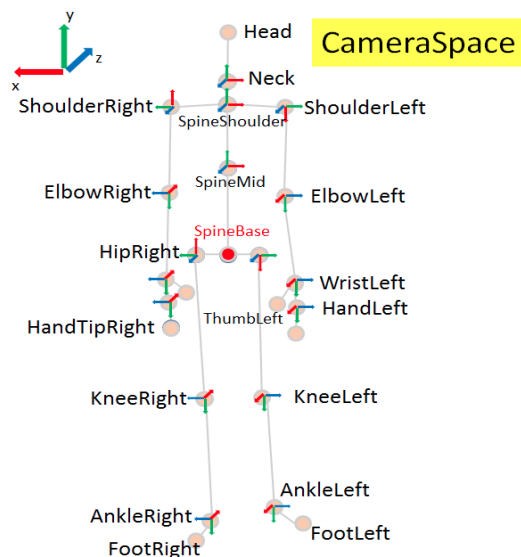 Head
CameraSpace
y
z
x
Neck
ShoulderRight
ShoulderLeft
SpineShoulder
SpineMid
ElbowRight
ElbowLeft
SpineBase
HipRight
WristLeft
HandLeft
ThumbLeft
HandTipRight
KneeRight
KneeLeft
AnkleLeft
AnkleRight
FootLeft
FootRight